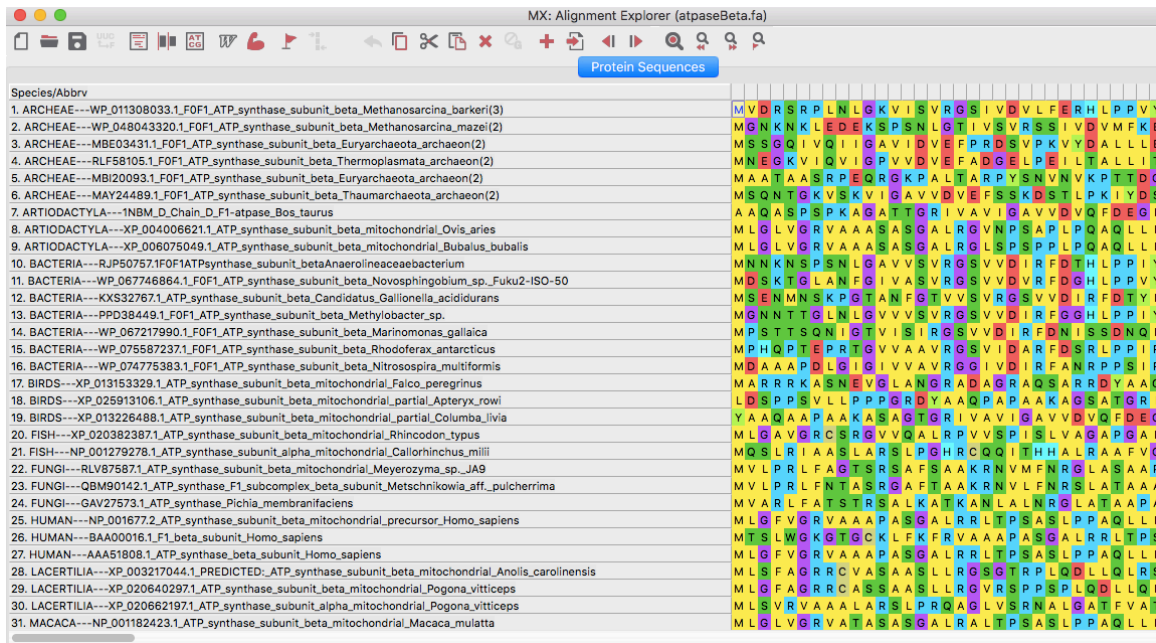 MX: Alignment Explorer (atpaseBeta.fa)
Protein Sequences
Species/Abbrv
1. ARCHEAE---WP_011308033.1_F0F1_ATP_synthase_subunit_beta_Methanosarcina_barkeri(3) M V D R S R P L N L G K V I S V R G S I V D V L F E R H L P P V Y
2. ARCHEAE---WP_048043320.1_F0F1_ATP_synthase_subunit_beta_Methanosarcina_mazei(2) M G N K N K L E D E K S P S N L G T I V S V R S S I V D V M F K
3. ARCHEAE---MBE03431.1_F0F1_ATP_synthase_subunit_beta_Euryarchaeota_archaeon(2) M S S G Q I V Q I I G A V I D V E F P R D S V P K V Y D A L L L
4. ARCHEAE---RLF58105.1_F0F1_ATP_synthase_subunit_beta_Thermoplasmata_archaeon(2) M N E G K V I Q V I G P V V D V E F A D G E L P E I L T A L L I
5. ARCHEAE---MBI20093.1_F0F1_ATP_synthase_subunit_beta_Euryarchaeota_archaeon(2) M A A T A A S R P E Q R G K P A L T A R P Y S N V N V K P T T D
6. ARCHEAE---MAY24489.1_F0F1_ATP_synthase_subunit_beta_Thaumarchaeota_archaeon(2) M S Q N T G K V S K V I G A V V D V E F S S K D S T L P K I Y D
7. ARTIODACTYLA---1NBM_D_Chain_D_F1-atpase_Bos_taurus A A Q A S P S P K A G A T T G R I V A V I G A V V D V Q F D E G
8. ARTIODACTYLA---XP_004006621.1_ATP_synthase_subunit_beta_mitochondrial_Ovis_aries M L G L V G R V A A A S A S G A L R G V N P S A P L P Q A Q L L
9. ARTIODACTYLA---XP_006075049.1_ATP_synthase_subunit_beta_mitochondrial_Bubalus_bubalis M L G L V G R V A A A S A S G A L R G L S P S P P L P Q A Q L L
10. BACTERIA---RJP50757.1F0F1ATPsynthase_subunit_betaAnaerolineaceaebacterium M N N K N S P S N L G A V V S V R G S V V D I R F D T H L P P I Y
11. BACTERIA---WP_067746864.1_F0F1_ATP_synthase_subunit_beta_Novosphingobium_sp._Fuku2-ISO-50 M D S K T G L A N F G I V A S V R G S V V D V R F D G H L P P V
12. BACTERIA---KXS32767.1_ATP_synthase_subunit_beta_Candidatus_Gallionella_acididurans M S E N M N S K P G T A N F G T V V S V R G S V V D I R F D T Y
13. BACTERIA---PPD38449.1_F0F1_ATP_synthase_subunit_beta_Methylobacter_sp. M G N N T T G L N L G V V V S V R G S V V D I R F G G H L P P I Y
14. BACTERIA---WP_067217990.1_ATP_synthase_subunit_beta_Marinomonas_gallaica M P S T T S Q N I G T V I S I R G S V V D I R F D N I S S D N Q
15. BACTERIA---WP_075587237.1_F0F1_ATP_synthase_subunit_beta_Rhodoferax_antarcticus M P H Q P T E P R T G V V A A V R G S V I D A R F D S R L P P I
16. BACTERIA---WP_074775383.1_F0F1_ATP_synthase_subunit_beta_Nitrosospira_multiformis M D A A A P D L G I G I V V A V R G G V I D I R F A N R P P S I
17. BIRDS---XP_013153329.1_ATP_synthase_subunit_beta_mitochondrial_Falco_peregrinus M A R R R K A S N E V G L A N G R A D A G R A Q S A R R D Y A A
18. BIRDS---XP_025913106.1_ATP_synthase_subunit_beta_mitochondrial_partial_Apteryx_rowi L D S P P S V L L P P P G R D Y A A Q P A P A A K A G S A T G R
19. BIRDS---XP_013226488.1_ATP_synthase_subunit_beta_mitochondrial_partial_Columba_livia Y A A Q A A P A A K A S A G T G R I V A V I G A V V D V Q F D E
20. FISH---XP_020382387.1_ATP_synthase_subunit_beta_mitochondrial_Rhincodon_typus M L G A V G R C S R G V V Q A L R P V V S P I S L V A G A P G A
21. FISH---NP_001279278.1_ATP_synthase_subunit_alpha_mitochondrial_Callorhinchus_milii M Q S L R I A A S L A R S L P G H R C Q Q I T H H A L R A A F V
22. FUNGI---RLV87587.1_ATP_synthase_subunit_beta_mitochondrial_Meyerozyma_sp._JA9 M V L P R L F A G T S R S A F S A A K R N V M F N R G L A S A A
23. FUNGI---QBM90142.1_ATP_synthase_F1_subcomplex_beta_subunit_Metschnikowia_aff._pulcherrima M V L P R L F N T A S R G A F T A A K R N V L F N R S L A T A A
24. FUNGI---GAV27573.1_ATP_synthase_Pichia_membranifaciens M V A R L F A T S T R S A L K A T K A N L A L N R G L A T A A P
25. HUMAN---NP_001677.2_ATP_synthase_subunit_beta_mitochondrial_precursor_Homo_sapiens M L G F V G R V A A A P A S G A L R R L T P S A S L P P A Q L L
26. HUMAN---BAA00016.1_F1_beta_subunit_Homo_sapiens M T S L W G K G T G C K L F K F R V A A A P A S G A L R R L T P
27. HUMAN---AAA51808.1_ATP_synthase_beta_subunit_Homo_sapiens M L G F V G R V A A A P A S G A L R R L T P S A S L P P A Q L L
28. LACERTILIA---XP_003217044.1_PREDICTED:_ATP_synthase_subunit_beta_mitochondrial_Anolis_carolinensis M L S F A G R R C V A S A A S L L R G S G T R P L Q D L L Q L R
29. LACERTILIA---XP_020640297.1_ATP_synthase_subunit_beta_mitochondrial_Pogona_vitticeps M L G F A G R R C A S S A A S L L R G V R S P P S P L Q D L L Q
30. LACERTILIA---XP_020662197.1_ATP_synthase_subunit_alpha_mitochondrial_Pogona_vitticeps M L S V R V A A A L A R S L P R Q A G L V S R N A L G A T F V A
31. MACACA---NP_001182423.1_ATP_synthase_subunit_beta_mitochondrial_Macaca_mulatta M L G L V G R V T A A S A S G A L R A L T P S A S L P P A Q L L